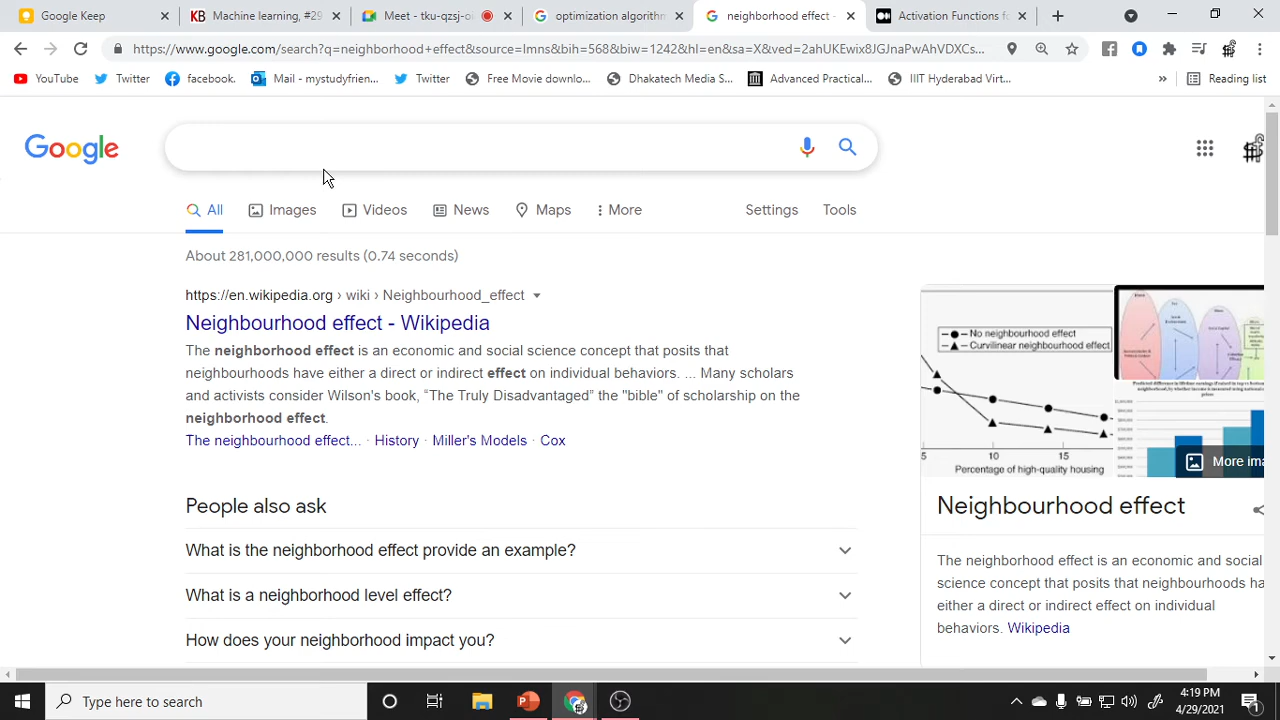 Google Keep
Machine learning, #29
Meet - tku-qzsj-o
optimization algorithm
neighborhood effect -
Activation Functions fo
https://www.google.com/search?q=neighborhood+effect&source=lmns&bih=568&biw=1242&hl=en&sa=X&ved=2ahUKEwix8JGJnaPwAhVDXCs...
YouTube
Twitter
facebook.
Mail - mystudyfrien...
Twitter
Free Movie downlo...
Dhakatech Media S...
Advanced Practical...
IIIT Hyderabad Virt...
»
Reading list
Google
All
Images
Videos
News
Maps
More
Settings
Tools
About 281,000,000 results (0.74 seconds)
https://en.wikipedia.org › wiki › Neighbourhood_effect
Neighbourhood effect - Wikipedia
The neighborhood effect is an economic and social science concept that posits that
neighbourhoods have either a direct or indirect effect on individual behaviors. ... Many scholars
and activists consider Wilson's book, “The Truly Disadvantaged” the "bible" of scholarship on the
neighborhood effect.
The neighbourhood effect... · History · Miller's Models · Cox
No neighbourhood effect
Curvilinear neighbourhood effect
5 10 15
Percentage of high-quality housing
More ima
People also ask
What is the neighborhood effect provide an example?
What is a neighborhood level effect?
How does your neighborhood impact you?
Neighbourhood effect
The neighborhood effect is an economic and social
science concept that posits that neighbourhoods ha
either a direct or indirect effect on individual
behaviors. Wikipedia
Type here to search
4:19 PM
4/29/2021